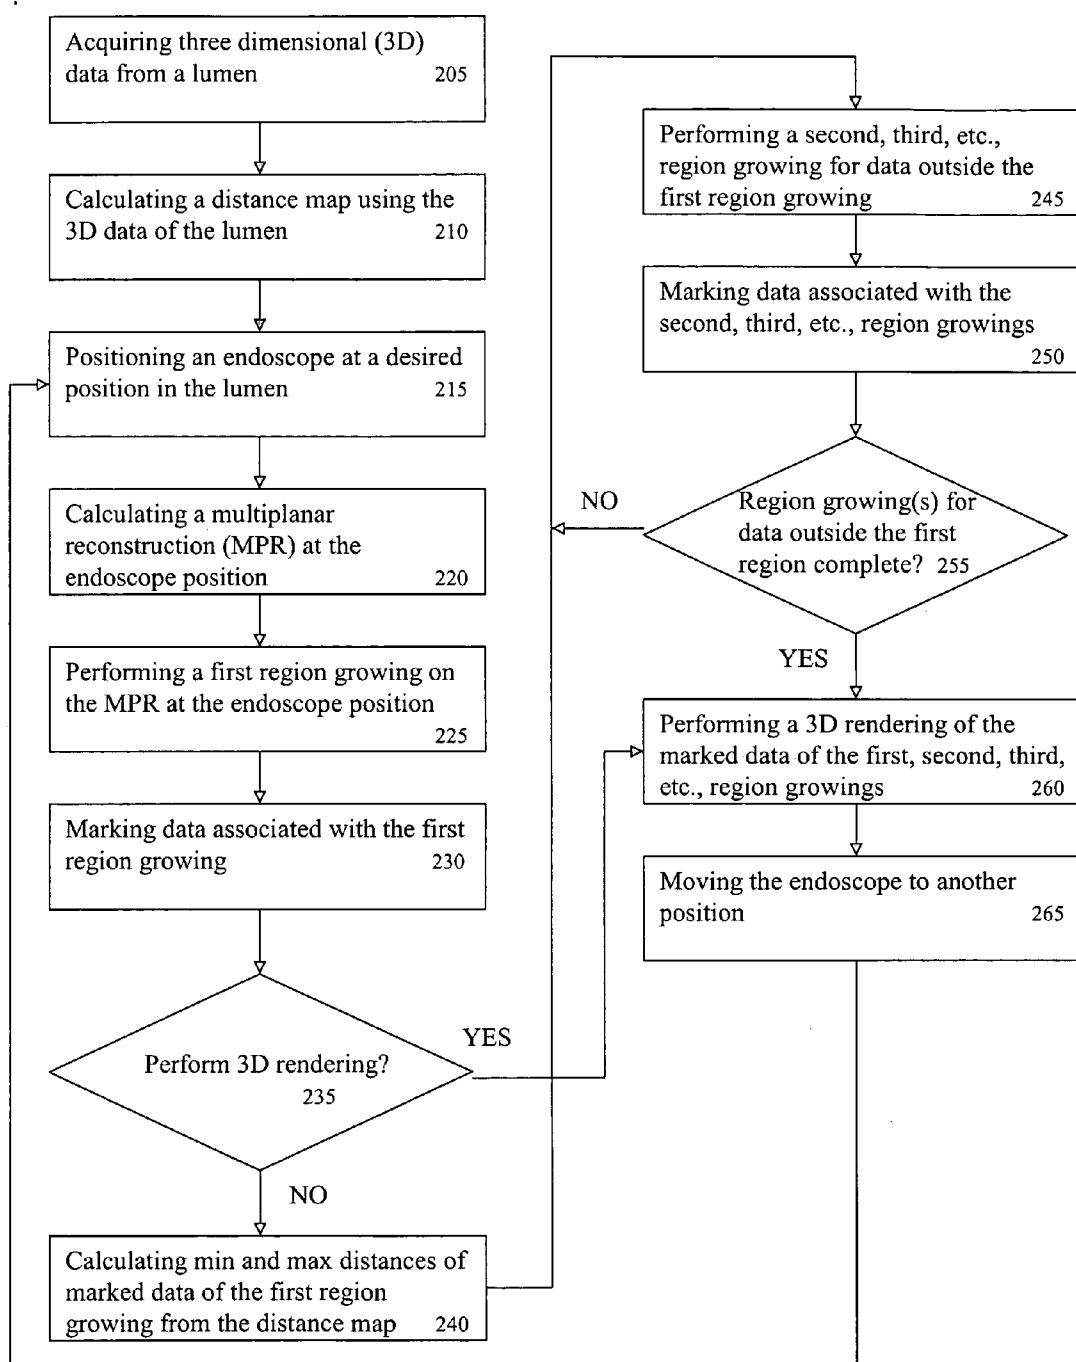 Acquiring three dimensional (3D)
data from a lumen 205
Calculating a distance map using the
3D data of the lumen 210
Positioning an endoscope at a desired
position in the lumen 215
Calculating a multiplanar
reconstruction (MPR) at the
endoscope position 220
Performing a first region growing on
the MPR at the endoscope position
225
Marking data associated with the first
region growing 230
Perform 3D rendering?
235
YES
NO
Calculating min and max distances of
marked data of the first region
growing from the distance map 240
Performing a second, third, etc.,
region growing for data outside the
first region growing 245
Marking data associated with the
second, third, etc., region growings
250
Region growing(s) for
data outside the first
region complete? 255
NO
YES
Performing a 3D rendering of the
marked data of the first, second, third,
etc., region growings 260
Moving the endoscope to another
position 265